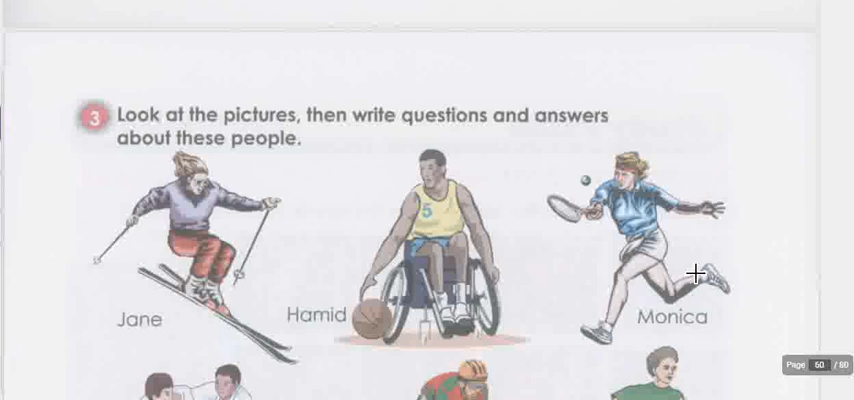 3 Look at the pictures, then write questions and answers
about these people.
5
Jane
Hamid
Monica
Page 60 / 80